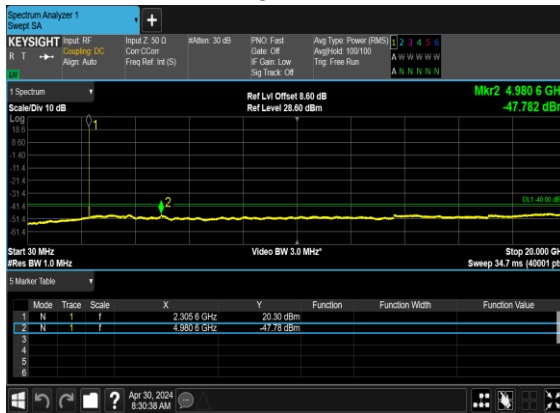 Spectrum Analyzer 1
Swept SA
KEYSIGHT Input: RF Input Z: 50 Ω #Atten: 30 dB PNO: Fast Avg Type: Power (RMS) 1 2 3 4 5 6
R T Coupling: DC Corr CCorr Gate: Off Avg|Hold: 100/100 A W W W W W
Align: Auto Freq Ref: Int (S) IF Gain: Low Trig: Free Run
Sig Track: Off A N N N N N
1 Spectrum Ref Lvl Offset 8.60 dB Mkr2 4.980 6 GH
Scale/Div 10 dB Ref Level 28.60 dBm -47.782 dB
Log
18.6
8.60
-1.40
-11.4
-21.4
-31.4
-41.4
-51.4
-61.4
1
2
DL1 -40.00 dB
Start 30 MHz Video BW 3.0 MHz* Stop 20.000 GH
#Res BW 1.0 MHz Sweep 34.7 ms (40001 pt
5 Marker Table
Mode Trace Scale X Y Function Function Width Function Value
1 N 1 f 2.305 6 GHz 20.30 dBm
2 N 1 f 4.980 6 GHz -47.78 dBm
3
4
5
6
? Apr 30, 2024
8:30:38 AM